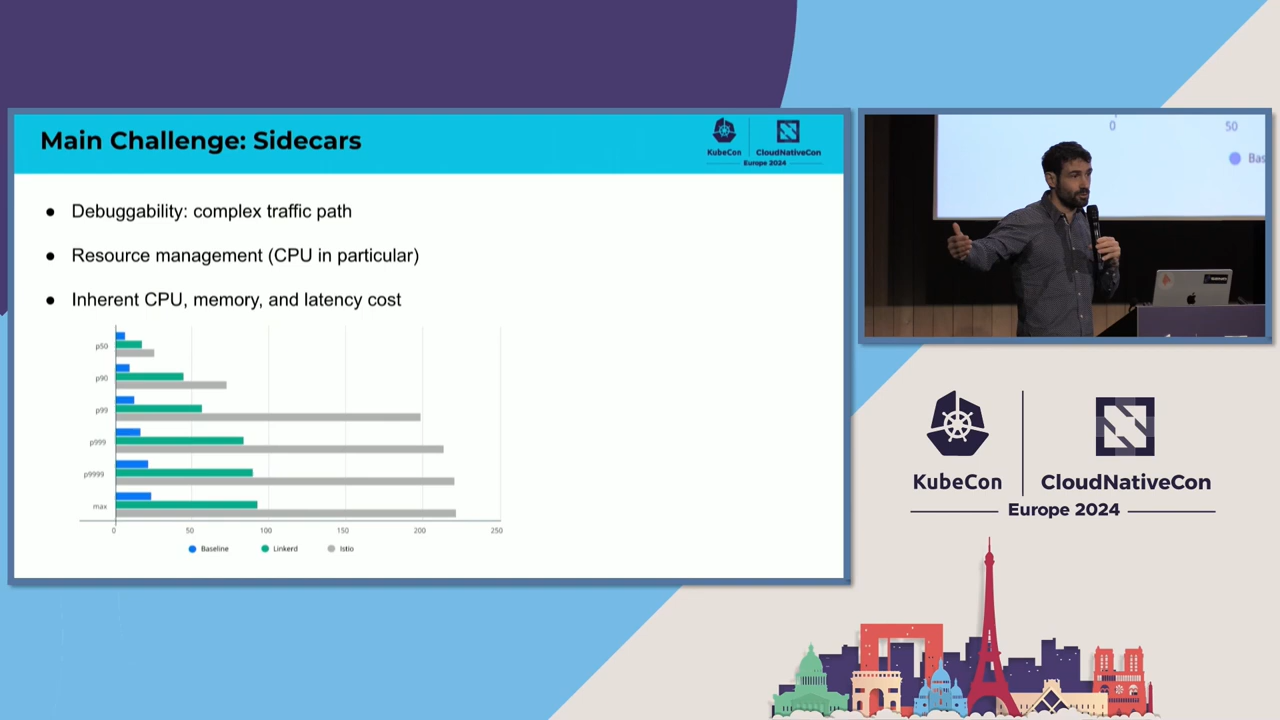 Main Challenge: Sidecars
KubeCon
CloudNativeCon
Europe 2024
● Debuggability: complex traffic path
● Resource management (CPU in particular)
● Inherent CPU, memory, and latency cost
p50
p90
p99
p999
p9999
max
0 50 100 150 200 250
Baseline Linkerd Istio
0 50
Bas
KubeCon
CloudNativeCon
Europe 2024